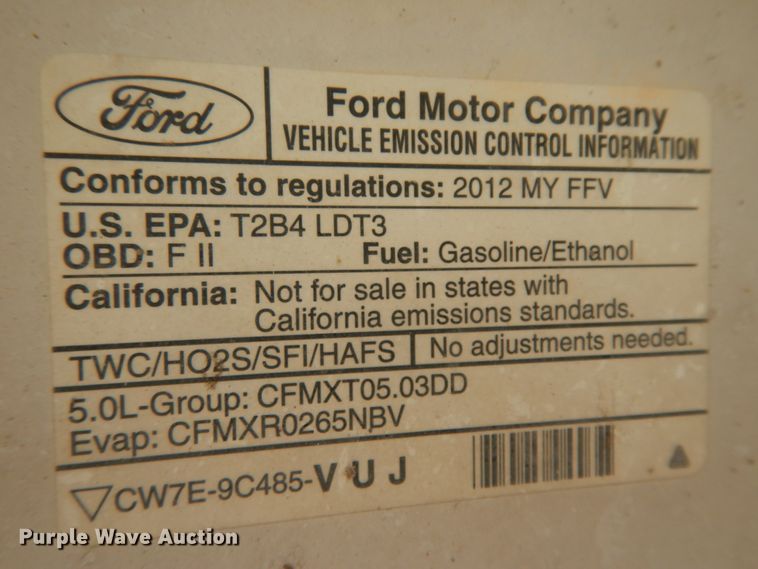 Ford
Ford Motor Company
VEHICLE EMISSION CONTROL INFORMATION
Conforms to regulations: 2012 MY FFV
U.S. EPA: T2B4 LDT3
OBD: F II Fuel: Gasoline/Ethanol
California: Not for sale in states with
California emissions standards.
TWC/HO2S/SFI/HAFS No adjustments needed.
5.0L-Group: CFMXT05.03DD
Evap: CFMXR0265NBV
CW7E-9C485-VUJ
Purple Wave Auction